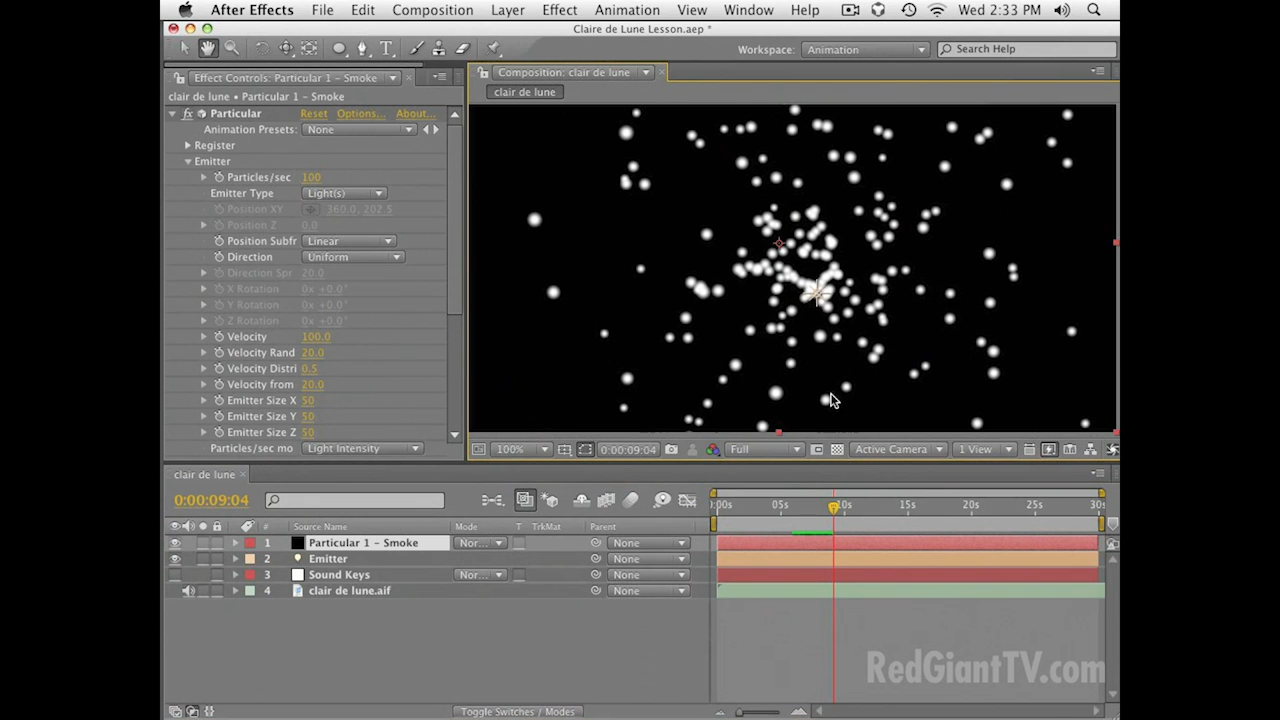 After Effects File Edit Composition Layer Effect Animation View Window Help Wed 2:33 PM
Claire de Lune Lesson.aep *
Workspace: Animation Search Help
Effect Controls: Particular 1 - Smoke
Composition: clair de lune
clair de lune • Particular 1 - Smoke
clair de lune
fx Particular Reset Options... About...
Animation Presets: None
Register
Emitter
Particles/sec 100
Emitter Type Light(s)
Position XY 360.0, 202.5
Position Z 0.0
Position Subfr Linear
Direction Uniform
Direction Spr 20.0
X Rotation 0x +0.0°
Y Rotation 0x +0.0°
Z Rotation 0x +0.0°
Velocity 100.0
Velocity Rand 20.0
Velocity Distri 0.5
Velocity from 20.0
Emitter Size X 50
Emitter Size Y 50
Emitter Size Z 50
Particles/sec mo Light Intensity
100% 0:00:09:04 Full Active Camera 1 View
clair de lune
0:00:09:04
:00s 05s 10s 15s 20s 25s 30s
# Source Name Mode T TrkMat Parent
1 Particular 1 - Smoke Nor... None
2 Emitter None
3 Sound Keys Nor... None
4 clair de lune.aif None
RedGiantTV.com
Toggle Switches / Modes